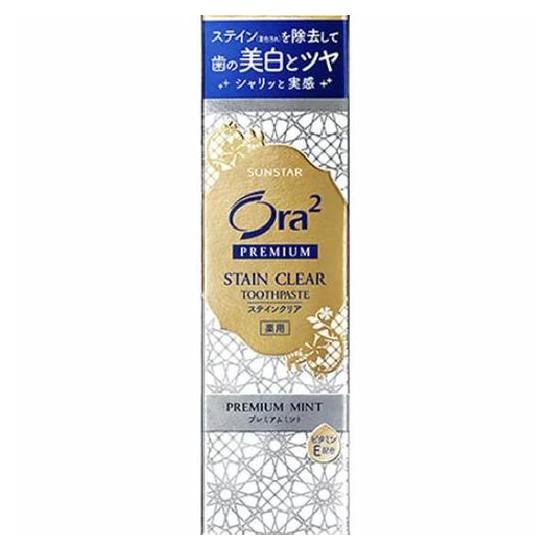 ステイン(着色汚れ)を除去して
歯の美白とツヤ
シャリッと実感
SUNSTAR
Ora²
PREMIUM
STAIN CLEAR
TOOTHPASTE
ステインクリア
薬用
PREMIUM MINT
プレミアムミント
ビタミン
E配合